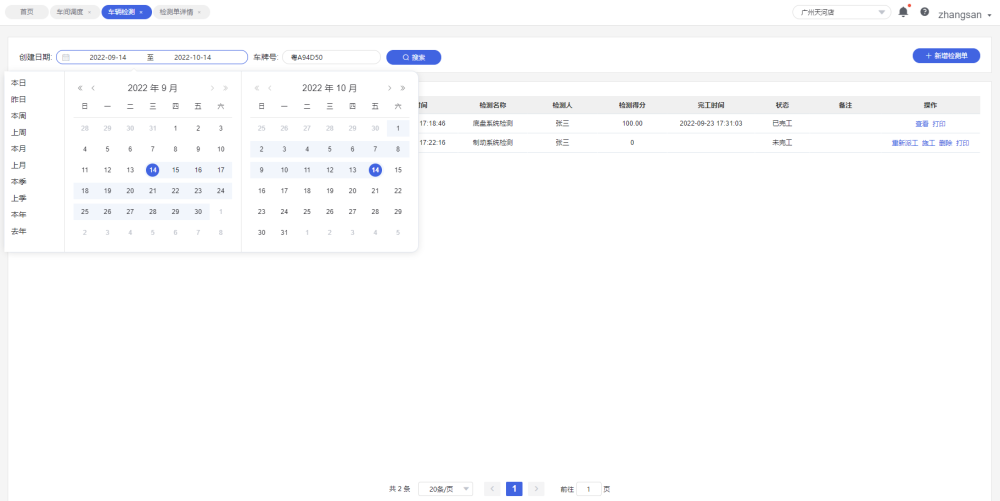 首页 车间调度 × 车辆检测 × 检测单详情 × 广州天河店 zhangsan
创建日期: 2022-09-14 至 2022-10-14 车牌号: 粤A94D50 搜索 + 新增检测单
本日
昨日
本周
上周
本月
上月
本季
上季
本年
去年
« ‹ 2022 年 9 月 › »
日 一 二 三 四 五 六
28 29 30 31 1 2 3
4 5 6 7 8 9 10
11 12 13 14 15 16 17
18 19 20 21 22 23 24
25 26 27 28 29 30 1
2 3 4 5 6 7 8
« ‹ 2022 年 10 月 › »
日 一 二 三 四 五 六
25 26 27 28 29 30 1
2 3 4 5 6 7 8
9 10 11 12 13 14 15
16 17 18 19 20 21 22
23 24 25 26 27 28 29
30 31 1 2 3 4 5
时间 检测名称 检测人 检测得分 完工时间 状态 备注 操作
17:18:46 底盘系统检测 张三 100.00 2022-09-23 17:31:03 已完工 查看 打印
17:22:16 制动系统检测 张三 0 未完工 重新派工 施工 删除 打印
共 2 条 20条/页 ‹ 1 › 前往 1 页